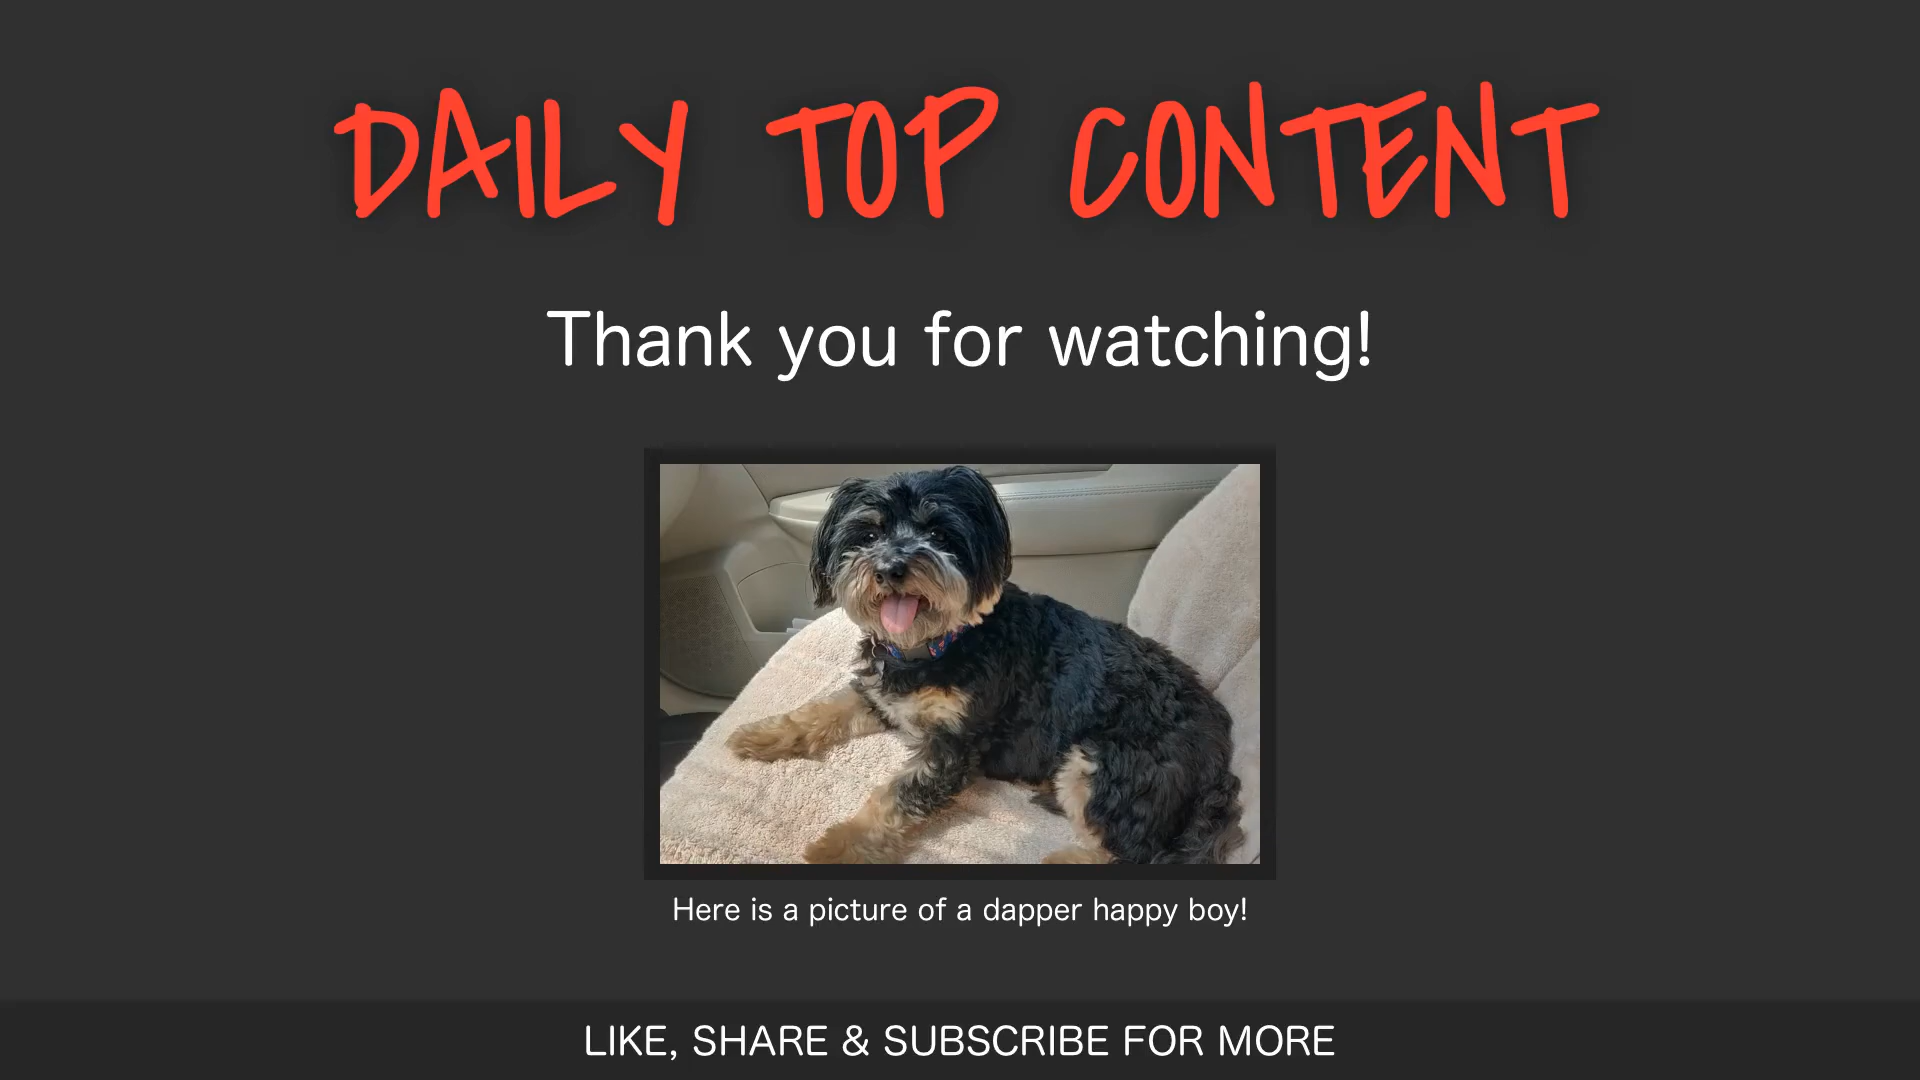 DAILY TOP CONTENT
Thank you for watching!
Here is a picture of a dapper happy boy!
LIKE, SHARE & SUBSCRIBE FOR MORE